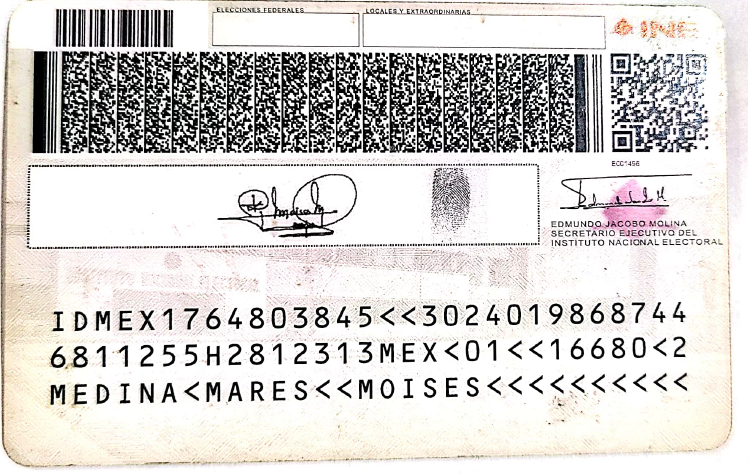 ELECCIONES FEDERALES
LOCALES Y EXTRAORDINARIAS
INE
EDMUNDO JACOBO MOLINA
SECRETARIO EJECUTIVO DEL
INSTITUTO NACIONAL ELECTORAL
IDMEX1764803845<<3024019868744
6811255H2812313MEX<01<<16680<2
MEDINA<MARES<<MOISES<<<<<<<<<<